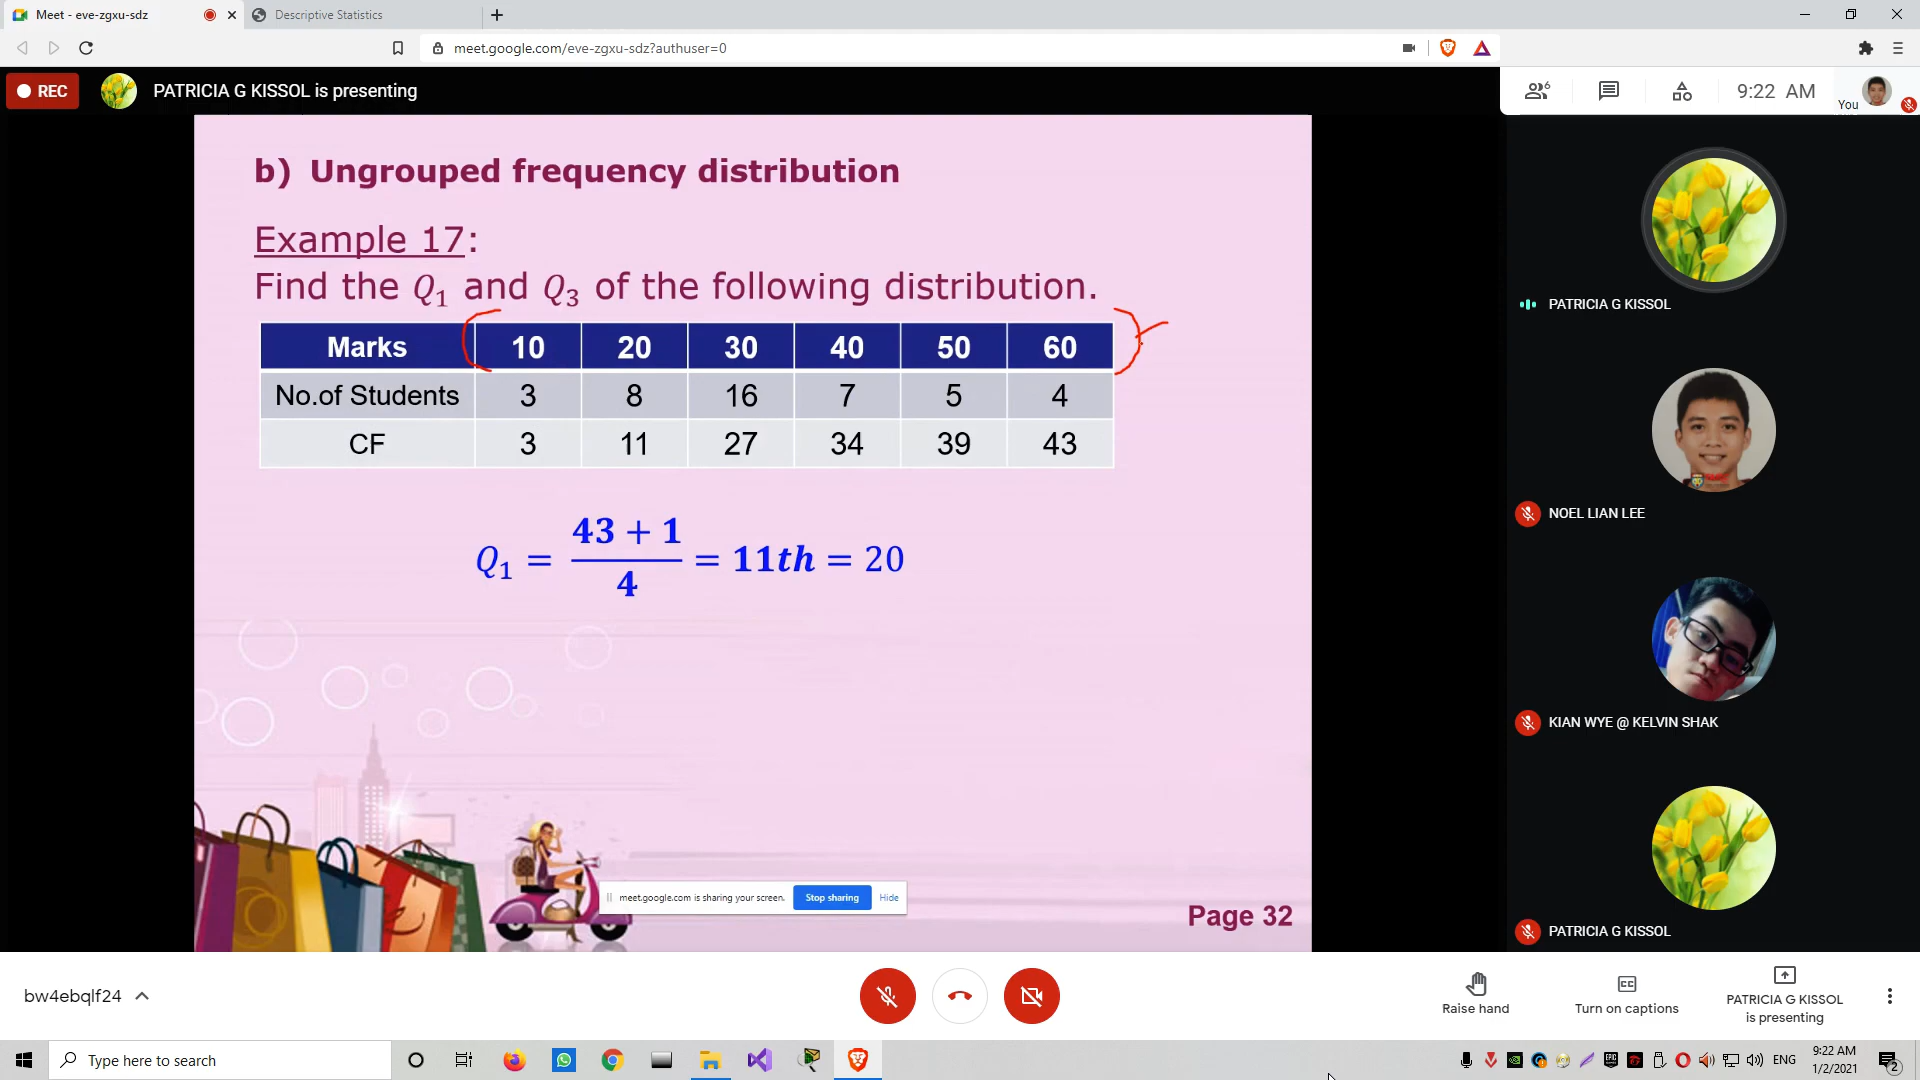 Meet - eve-zgxu-sdz
Descriptive Statistics
meet.google.com/eve-zgxu-sdz?authuser=0
REC
PATRICIA G KISSOL is presenting
6
9:22 AM
You
b) Ungrouped frequency distribution
Example 17:
Find the Q₁ and Q₃ of the following distribution.
Marks 10 20 30 40 50 60
No.of Students 3 8 16 7 5 4
CF 3 11 27 34 39 43
Q₁ = (43 + 1)/4 = 11th = 20
meet.google.com is sharing your screen. Stop sharing Hide
Page 32
PATRICIA G KISSOL
NOEL LIAN LEE
KIAN WYE @ KELVIN SHAK
PATRICIA G KISSOL
bw4ebqlf24
Raise hand
Turn on captions
PATRICIA G KISSOL
is presenting
Type here to search
ENG
9:22 AM
1/2/2021
2